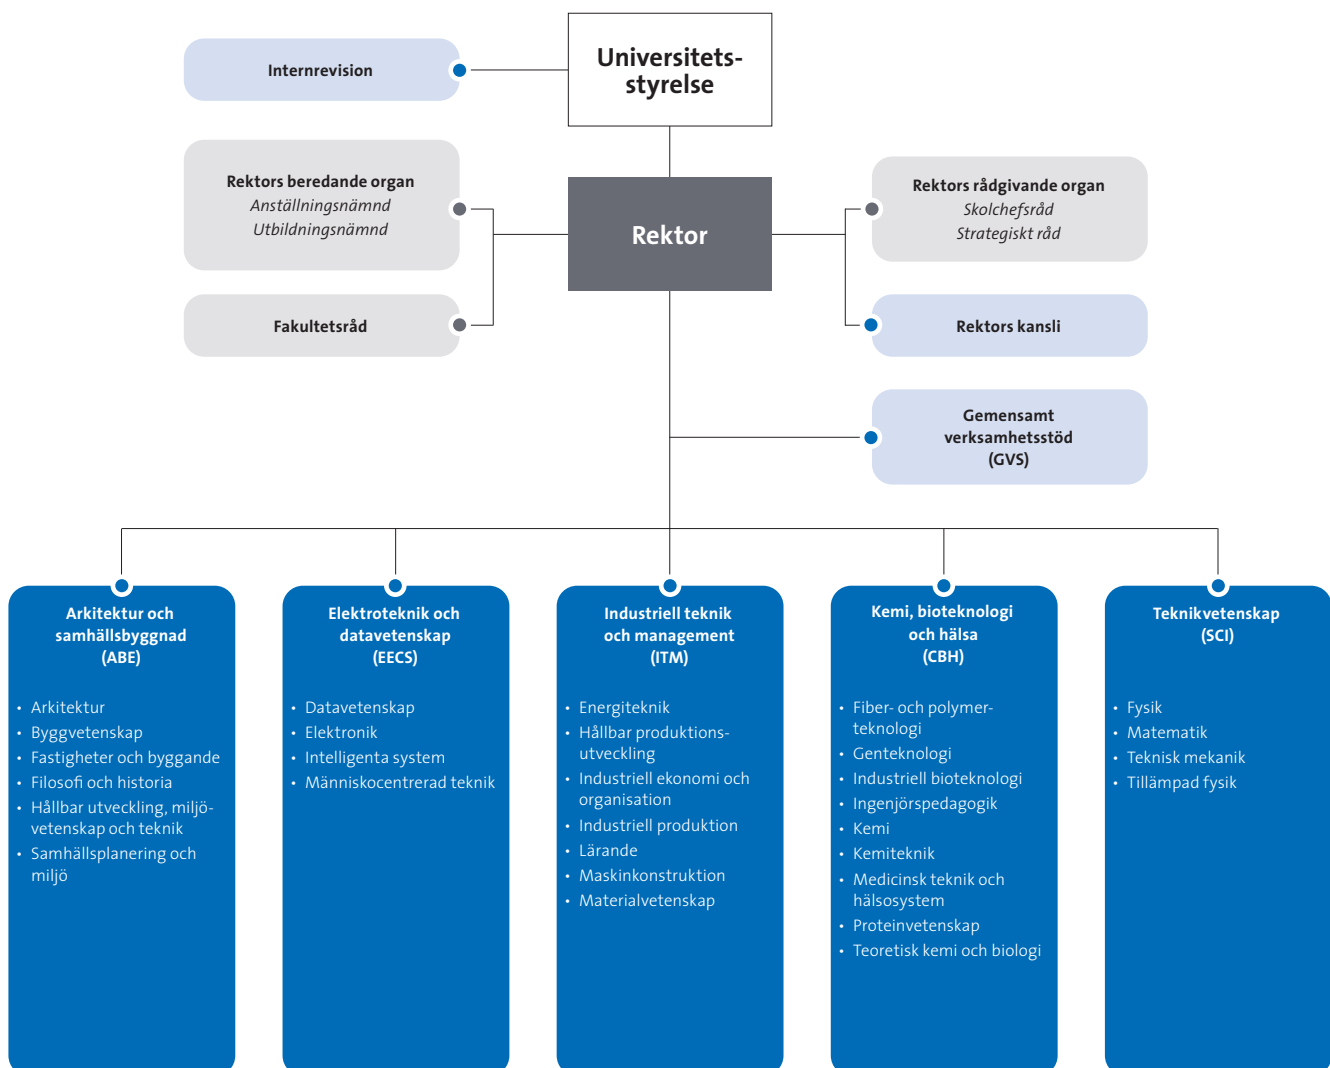 Universitets-
styrelse
Internrevision
Rektors beredande organ
Anställningsnämnd
Utbildningsnämnd
Rektor
Rektors rådgivande organ
Skolchefsråd
Strategiskt råd
Fakultetsråd
Rektors kansli
Gemensamt
verksamhetsstöd
(GVS)
Arkitektur och
samhällsbyggnad
(ABE)
• Arkitektur
• Byggvetenskap
• Fastigheter och byggande
• Filosofi och historia
• Hållbar utveckling, miljö-
vetenskap och teknik
• Samhällsplanering och
miljö
Elektroteknik och
datavetenskap
(EECS)
• Datavetenskap
• Elektronik
• Intelligenta system
• Människocentrerad teknik
Industriell teknik
och management
(ITM)
• Energiteknik
• Hållbar produktions-
utveckling
• Industriell ekonomi och
organisation
• Industriell produktion
• Lärande
• Maskinkonstruktion
• Materialvetenskap
Kemi, bioteknologi
och hälsa
(CBH)
• Fiber- och polymer-
teknologi
• Genteknologi
• Industriell bioteknologi
• Ingenjörspedagogik
• Kemi
• Kemiteknik
• Medicinsk teknik och
hälsosystem
• Proteinvetenskap
• Teoretisk kemi och biologi
Teknikvetenskap
(SCI)
• Fysik
• Matematik
• Teknisk mekanik
• Tillämpad fysik